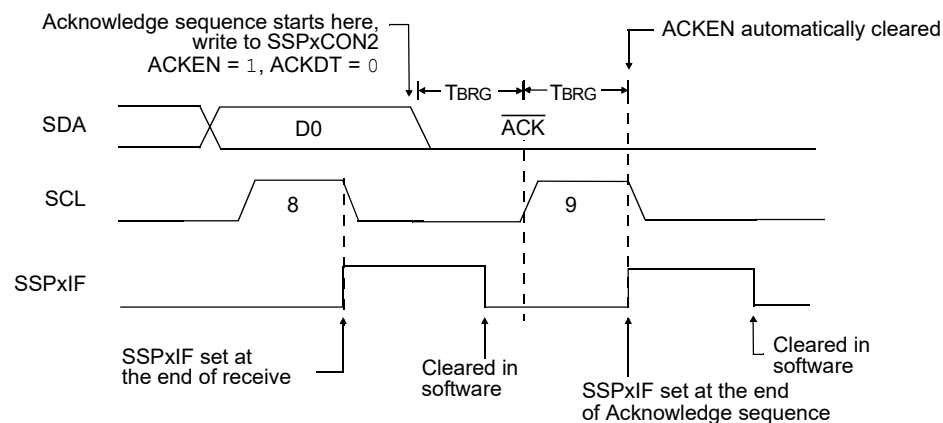 Acknowledge sequence starts here,
write to SSPxCON2
ACKEN = 1, ACKDT = 0
ACKEN automatically cleared
TBRG
TBRG
SDA
D0
ACK
SCL
8
9
SSPxIF
SSPxIF set at
the end of receive
Cleared in
software
SSPxIF set at the end
of Acknowledge sequence
Cleared in
software